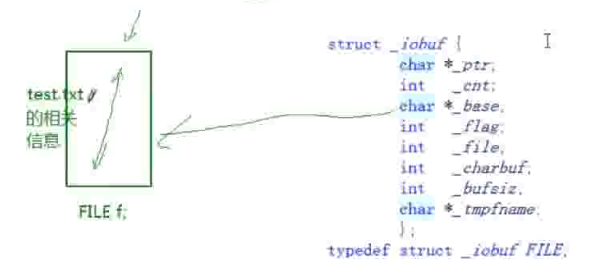 test.txt
的相关
信息
FILE f;
struct _iobuf {
char *_ptr;
int _cnt;
char *_base;
int _flag;
int _file;
int _charbuf;
int _bufsiz;
char *_tmpfname;
};
typedef struct _iobuf FILE;